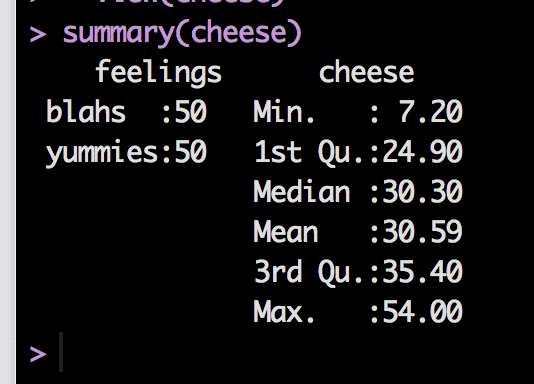 > summary(cheese)
feelings cheese
blahs :50 Min. : 7.20
yummies:50 1st Qu.:24.90
Median :30.30
Mean :30.59
3rd Qu.:35.40
Max. :54.00
>